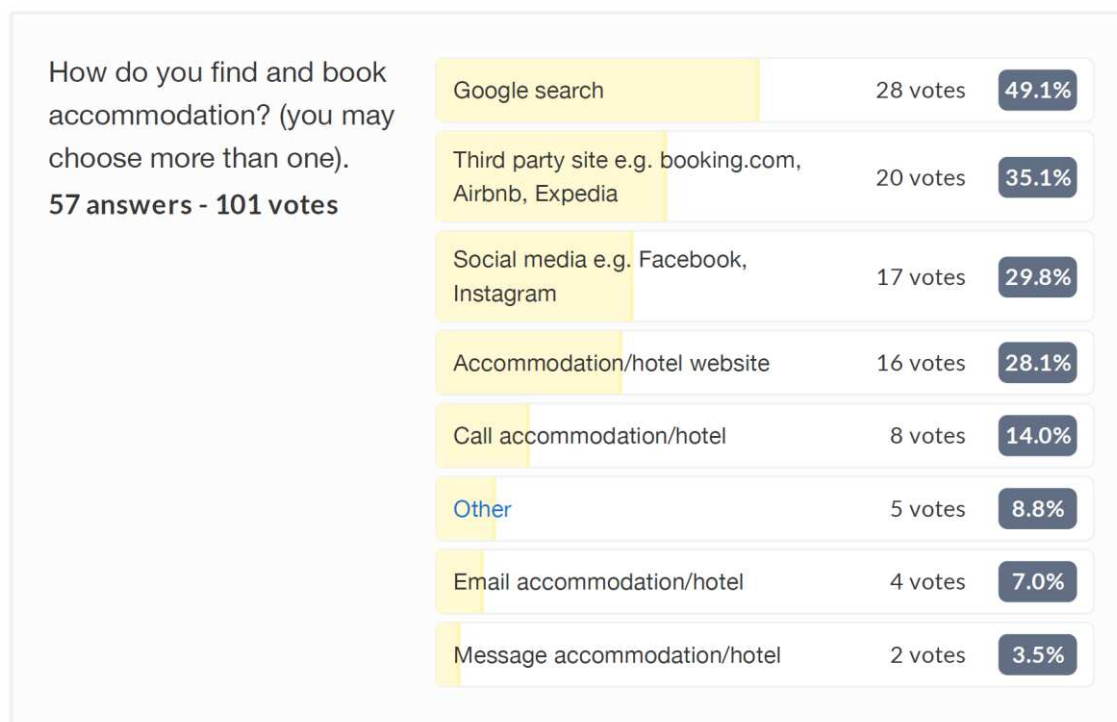 How do you find and book
accommodation? (you may
choose more than one).
57 answers - 101 votes
Google search 28 votes 49.1%
Third party site e.g. booking.com,
Airbnb, Expedia 20 votes 35.1%
Social media e.g. Facebook,
Instagram 17 votes 29.8%
Accommodation/hotel website 16 votes 28.1%
Call accommodation/hotel 8 votes 14.0%
Other 5 votes 8.8%
Email accommodation/hotel 4 votes 7.0%
Message accommodation/hotel 2 votes 3.5%